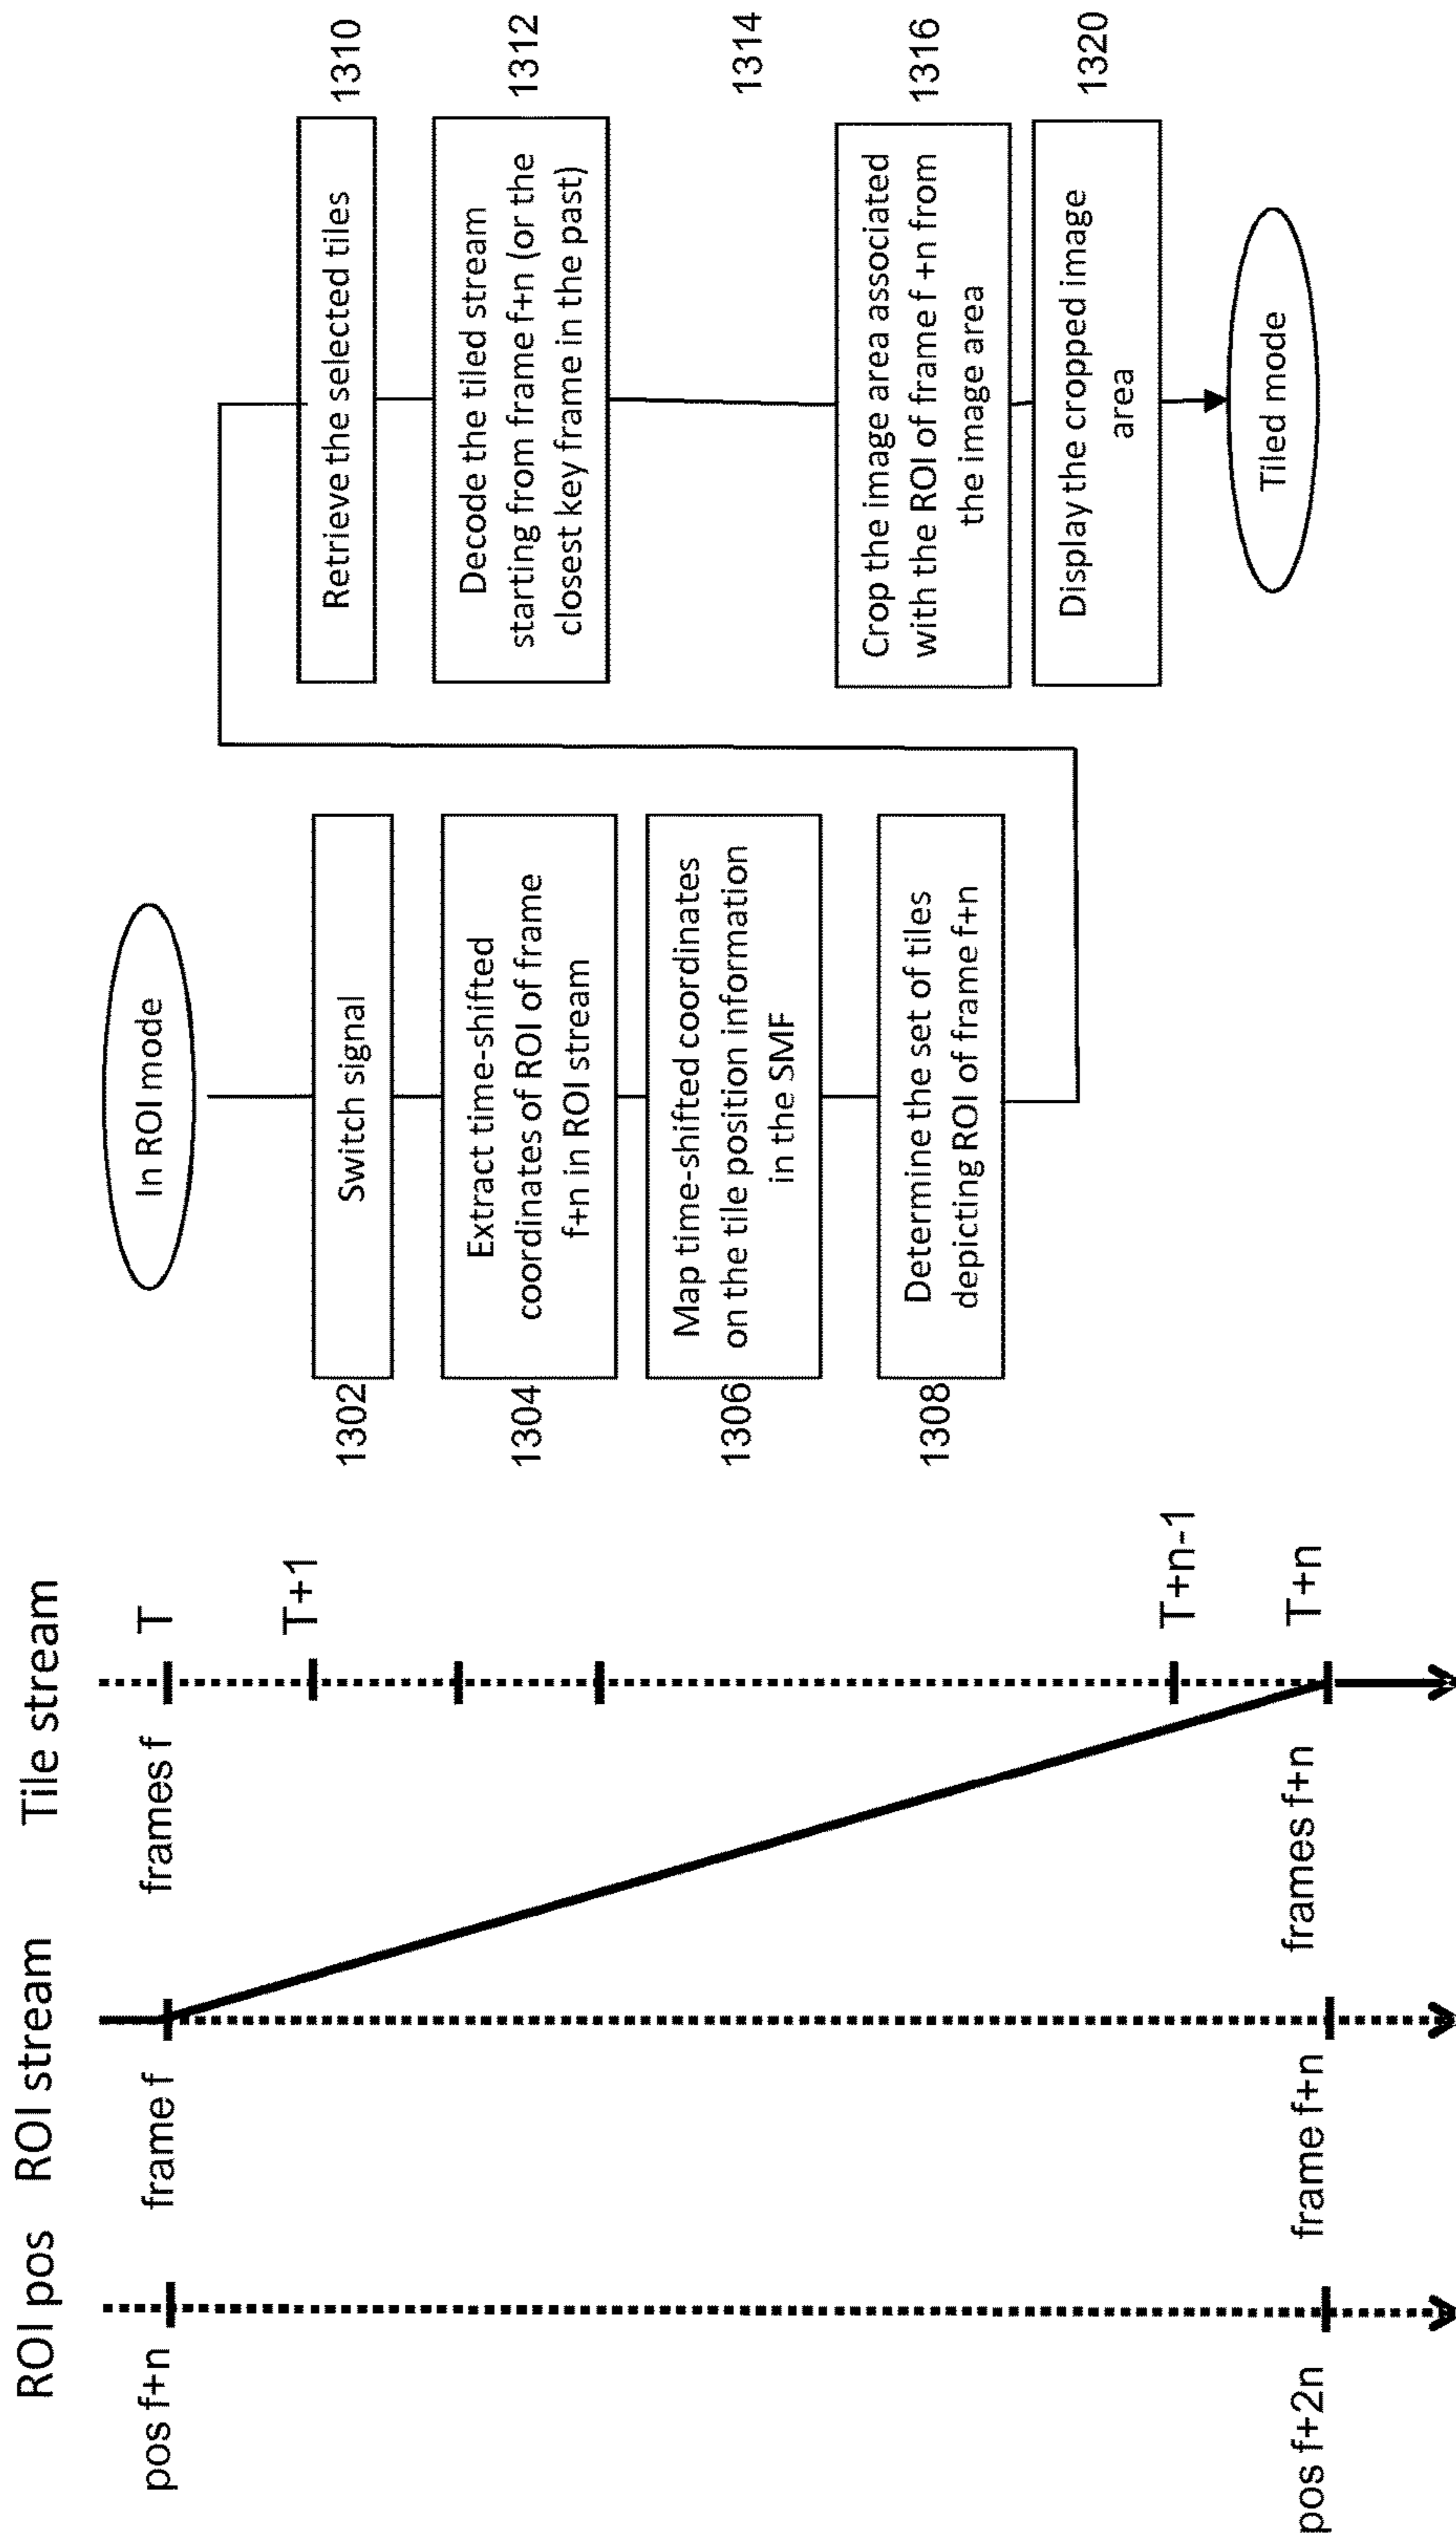 ROI pos
ROI stream
Tile stream
pos f+n
frame f
frames f
T
T+1
T+n-1
pos f+2n
frame f+n
frames f+n
T+n
In ROI mode
1302
Switch signal
1304
Extract time-shifted
coordinates of ROI of frame
f+n in ROI stream
1306
Map time-shifted coordinates
on the tile position information
in the SMF
1308
Determine the set of tiles
depicting ROI of frame f+n
Retrieve the selected tiles
1310
Decode the tiled stream
starting from frame f+n (or the
closest key frame in the past)
1312
1314
Crop the image area associated
with the ROI of frame f +n from
the image area
1316
Display the cropped image
area
1320
Tiled mode